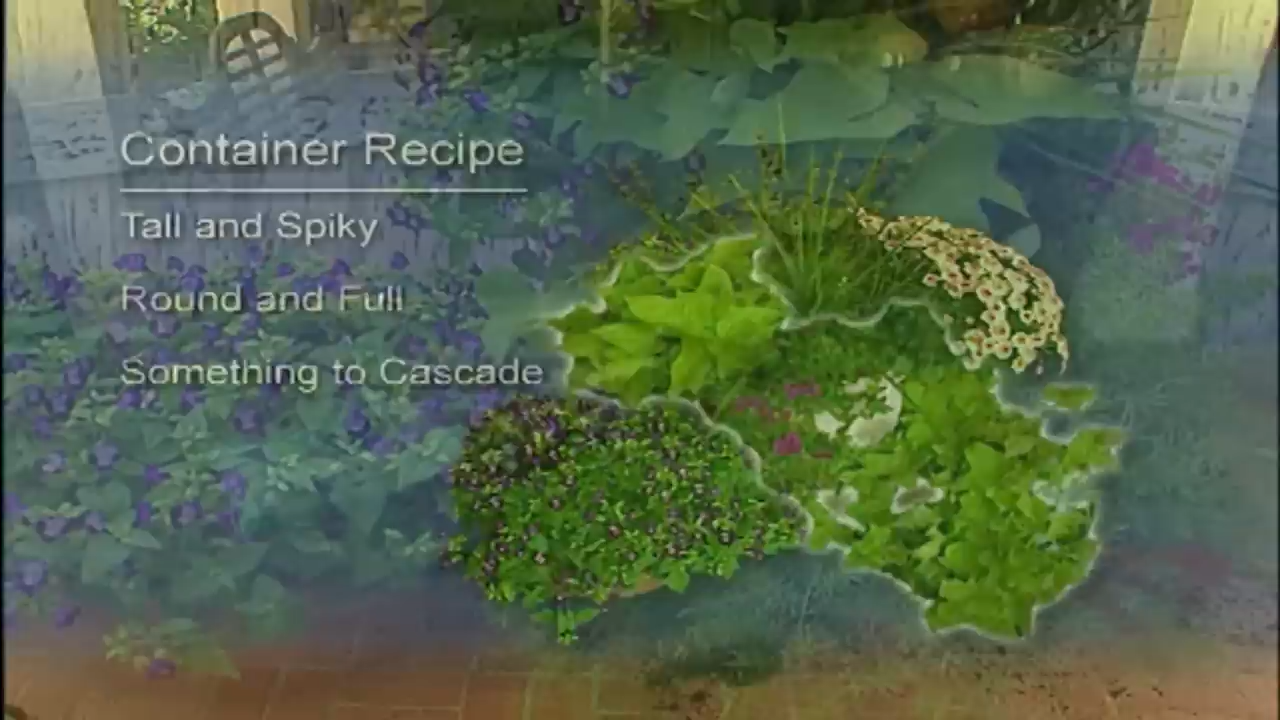 Container Recipe
Tall and Spiky
Round and Full
Something to Cascade